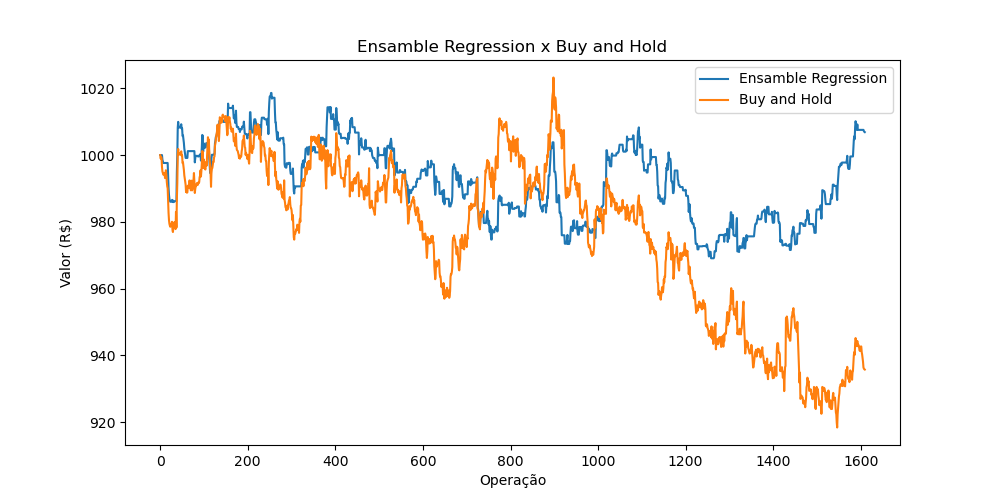 Ensamble Regression x Buy and Hold
Ensamble Regression
Buy and Hold
Valor (R$)
1020
1000
980
960
940
920
0 200 400 600 800 1000 1200 1400 1600
Operação